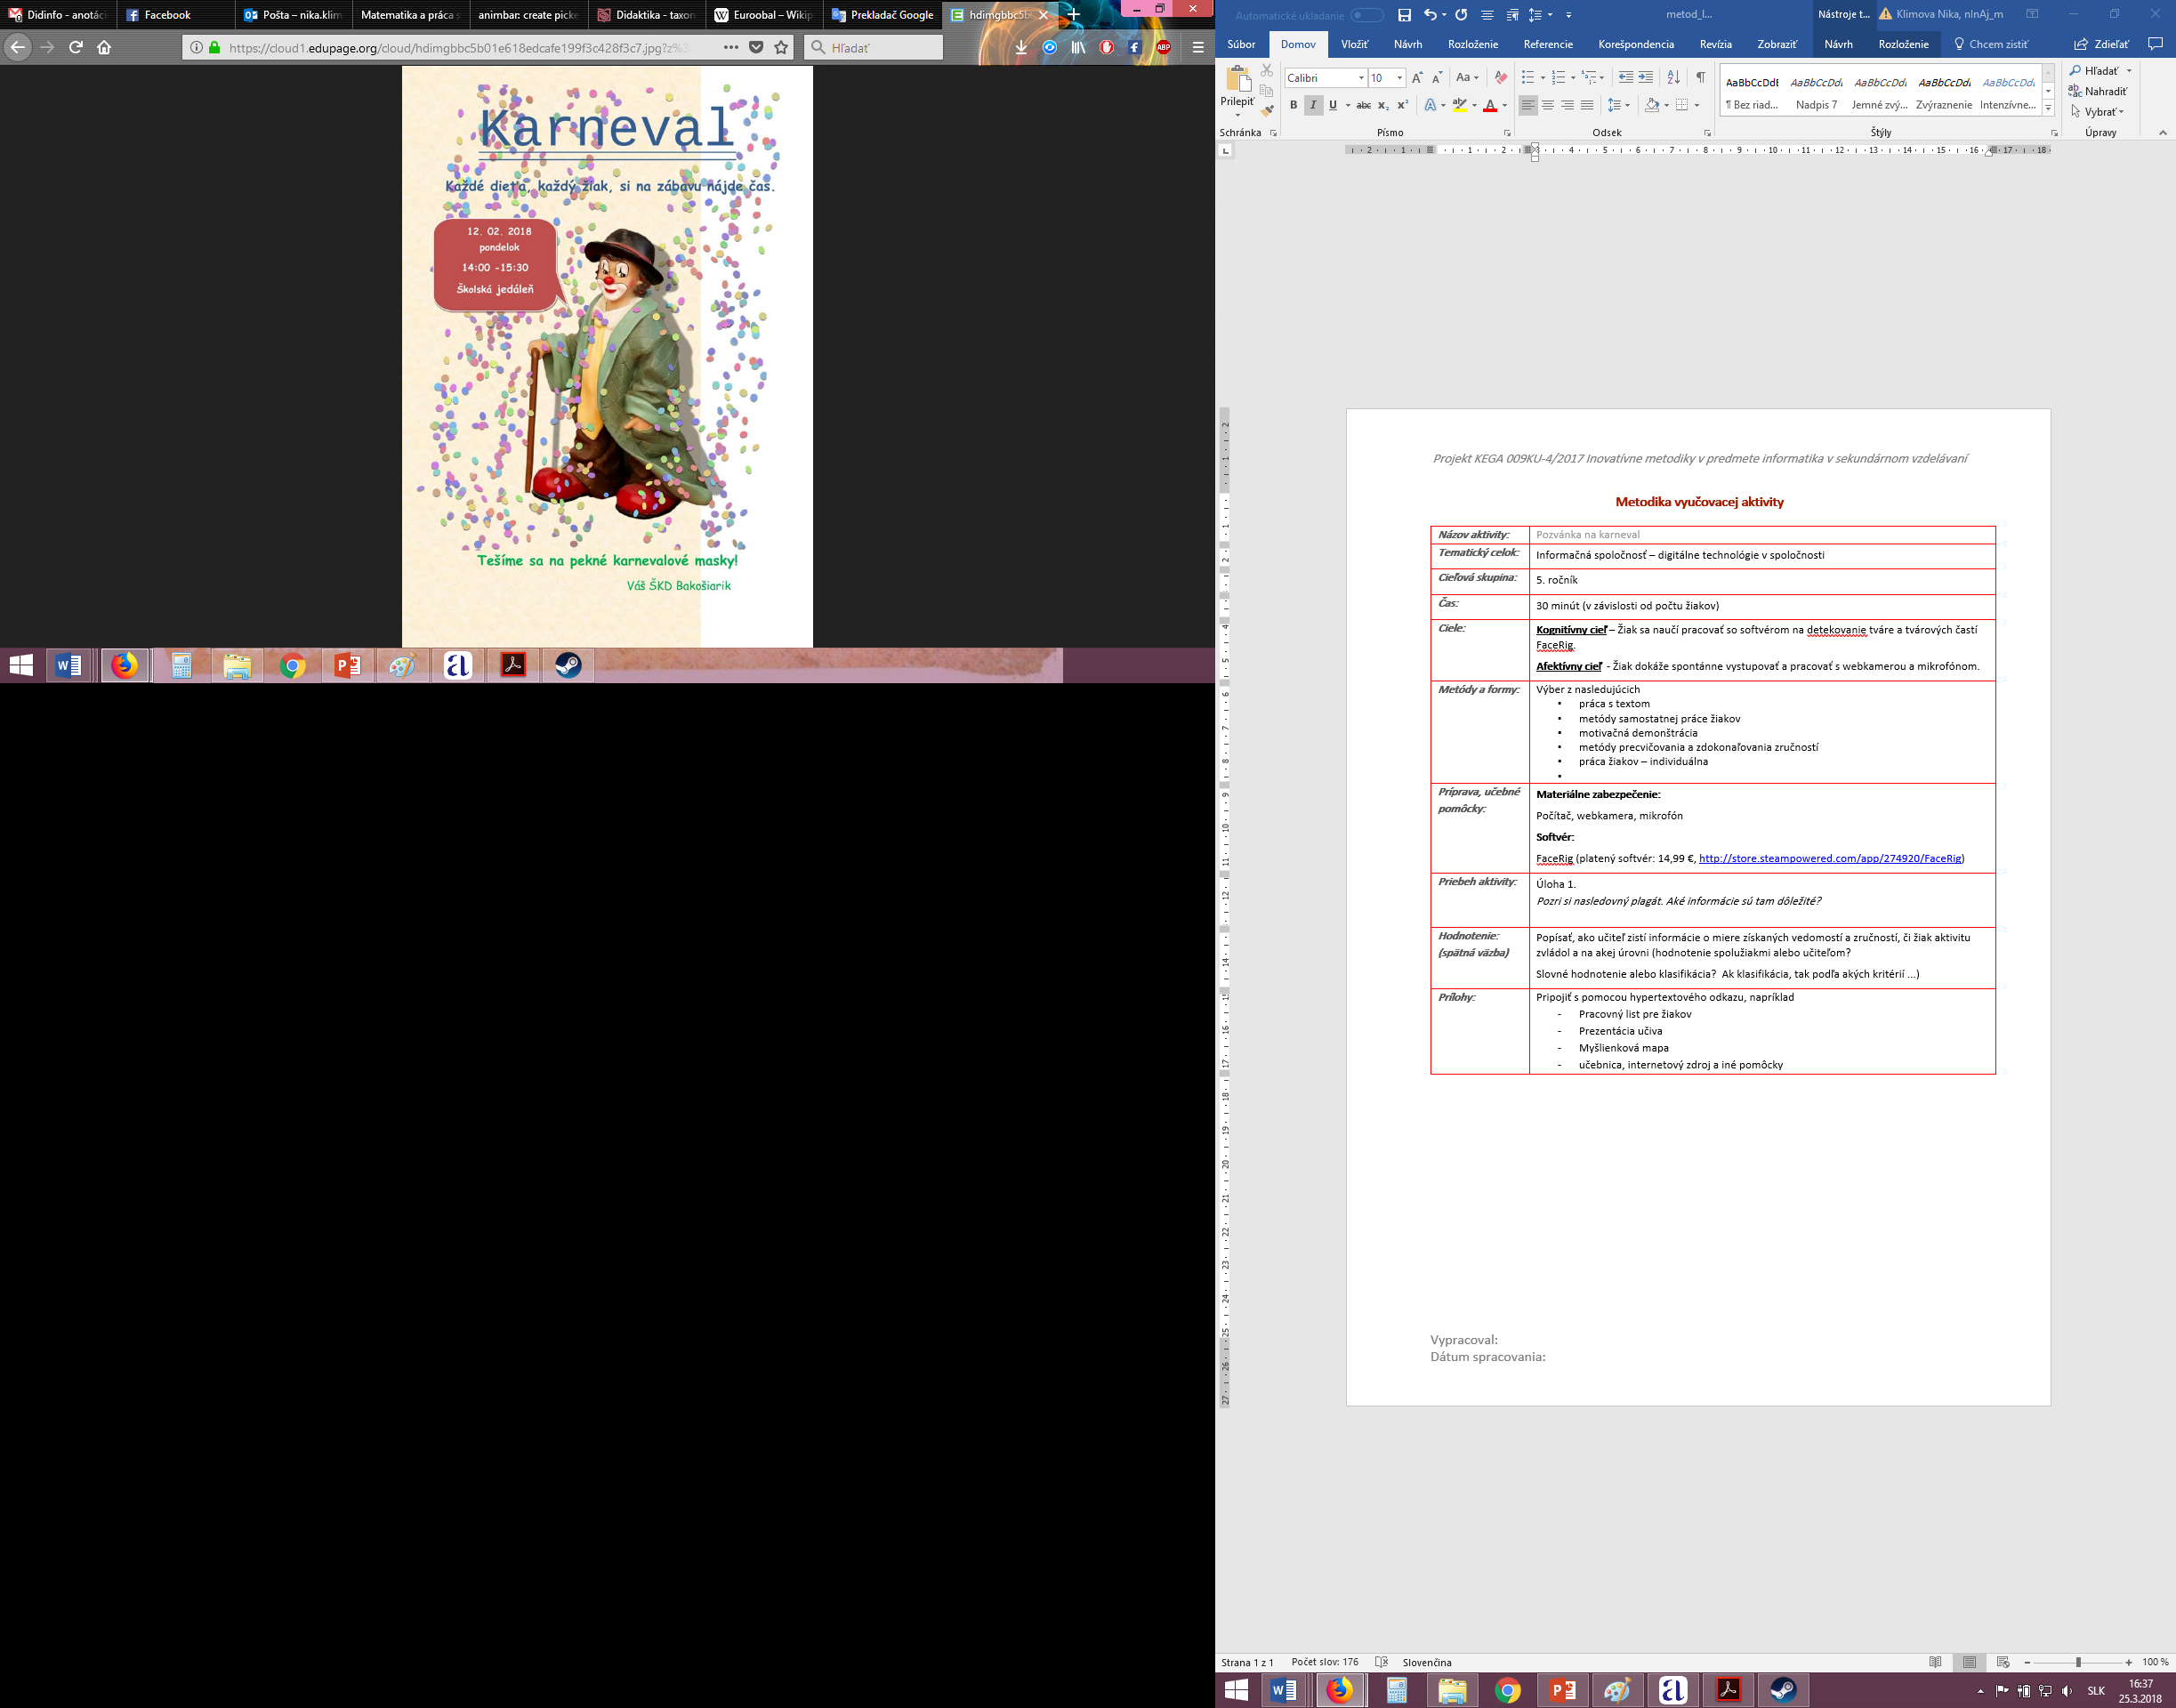 Didinfo - anotáci
Facebook
Pošta – nika.klim
Matematika a práca s
animbar: create picke
Didaktika - taxon
Euroobal – Wikip
Prekladač Google
hdimgbbc5b
https://cloud1.edupage.org/cloud/hdimgbbc5b01e618edcafe199f3c428f3c7.jpg?z%3
Hľadať
Karneval
Každé dieťa, každý žiak, si na zábavu nájde čas.
12. 02. 2018
pondelok
14:00 -15:30
Školská jedáleň
Tešíme sa na pekné karnevalové masky!
Váš ŠKD Bakošiarik
Automatické ukladanie
metod_l...
Nástroje t...
Klimova Nika, nInAj_m
Súbor Domov Vložiť Návrh Rozloženie Referencie Korešpondencia Revízia Zobraziť Návrh Rozloženie Chcem zistiť Zdieľať
Prilepiť
Calibri 10
AaBbCcDdE AaBbCcDdI AaBbCcDdI AaBbCcDdI AaBbCcDdI
¶ Bez riad... Nadpis 7 Jemné zvý... Zvýraznenie Intenzívne...
Hľadať
Nahradiť
Vybrať
Schránka Písmo Odsek Štýly Úpravy
Projekt KEGA 009KU-4/2017 Inovatívne metodiky v predmete informatika v sekundárnom vzdelávaní
Metodika vyučovacej aktivity
Názov aktivity: Pozvánka na karneval
Tematický celok: Informačná spoločnosť – digitálne technológie v spoločnosti
Cieľová skupina: 5. ročník
Čas: 30 minút (v závislosti od počtu žiakov)
Ciele: Kognitívny cieľ – Žiak sa naučí pracovať so softvérom na detekovanie tváre a tvárových častí
FaceRig.
Afektívny cieľ - Žiak dokáže spontánne vystupovať a pracovať s webkamerou a mikrofónom.
Metódy a formy: Výber z nasledujúcich
▪ práca s textom
▪ metódy samostatnej práce žiakov
▪ motivačná demonštrácia
▪ metódy precvičovania a zdokonaľovania zručností
▪ práca žiakov – individuálna
▪
Príprava, učebné pomôcky: Materiálne zabezpečenie:
Počítač, webkamera, mikrofón
Softvér:
FaceRig (platený softvér: 14,99 €, http://store.steampowered.com/app/274920/FaceRig)
Priebeh aktivity: Úloha 1.
Pozri si nasledovný plagát. Aké informácie sú tam dôležité?
Hodnotenie: (spätná väzba) Popísať, ako učiteľ zistí informácie o miere získaných vedomostí a zručností, či žiak aktivitu
zvládol a na akej úrovni (hodnotenie spolužiakmi alebo učiteľom?
Slovné hodnotenie alebo klasifikácia? Ak klasifikácia, tak podľa akých kritérií ...)
Prílohy: Pripojiť s pomocou hypertextového odkazu, napríklad
- Pracovný list pre žiakov
- Prezentácia učiva
- Myšlienková mapa
- učebnica, internetový zdroj a iné pomôcky
Vypracoval:
Dátum spracovania:
Strana 1 z 1 Počet slov: 176 Slovenčina 100 %
SLK
16:37
25.3.2018